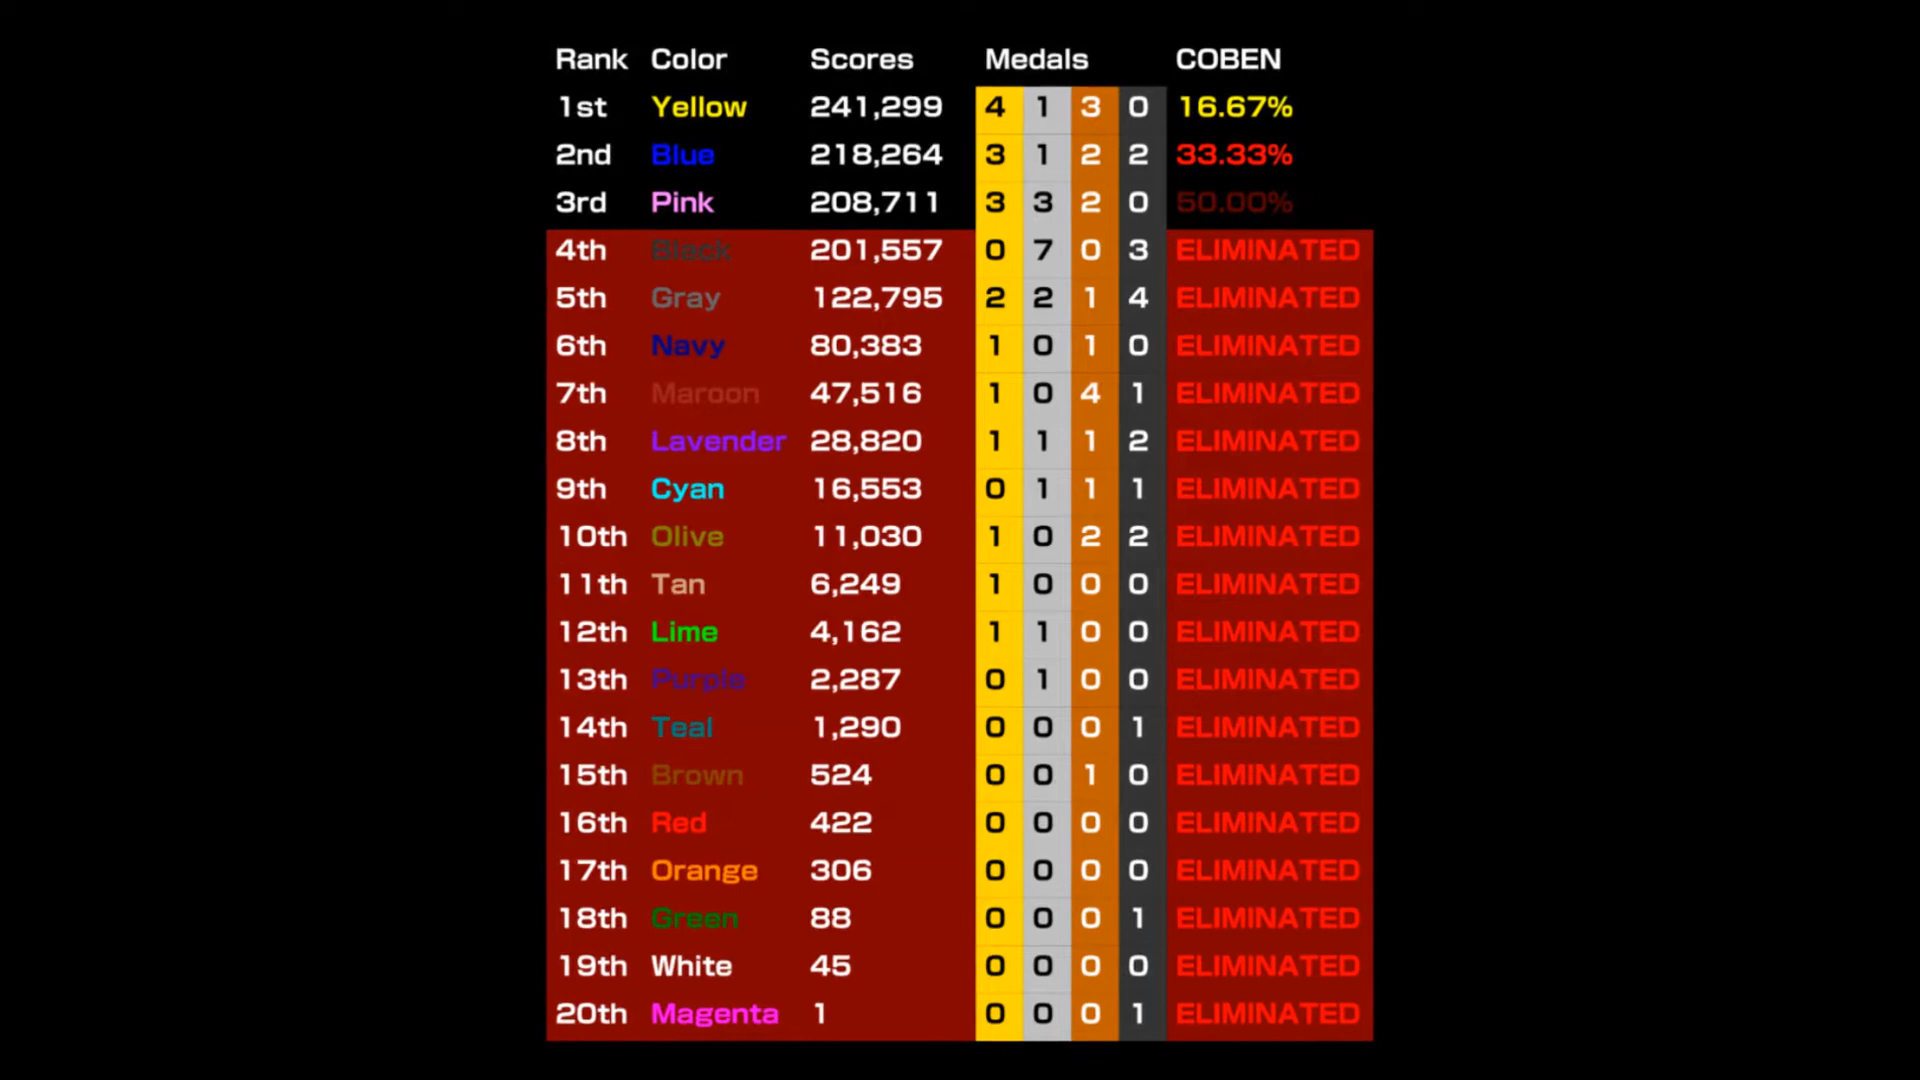 Rank Color Scores Medals COBEN
1st Yellow 241,299 4 1 3 0 16.67%
2nd Blue 218,264 3 1 2 2 33.33%
3rd Pink 208,711 3 3 2 0 50.00%
4th Black 201,557 0 7 0 3 ELIMINATED
5th Gray 122,795 2 2 1 4 ELIMINATED
6th Navy 80,383 1 0 1 0 ELIMINATED
7th Maroon 47,516 1 0 4 1 ELIMINATED
8th Lavender 28,820 1 1 1 2 ELIMINATED
9th Cyan 16,553 0 1 1 1 ELIMINATED
10th Olive 11,030 1 0 2 2 ELIMINATED
11th Tan 6,249 1 0 0 0 ELIMINATED
12th Lime 4,162 1 1 0 0 ELIMINATED
13th Purple 2,287 0 1 0 0 ELIMINATED
14th Teal 1,290 0 0 0 1 ELIMINATED
15th Brown 524 0 0 1 0 ELIMINATED
16th Red 422 0 0 0 0 ELIMINATED
17th Orange 306 0 0 0 0 ELIMINATED
18th Green 88 0 0 0 1 ELIMINATED
19th White 45 0 0 0 0 ELIMINATED
20th Magenta 1 0 0 0 1 ELIMINATED